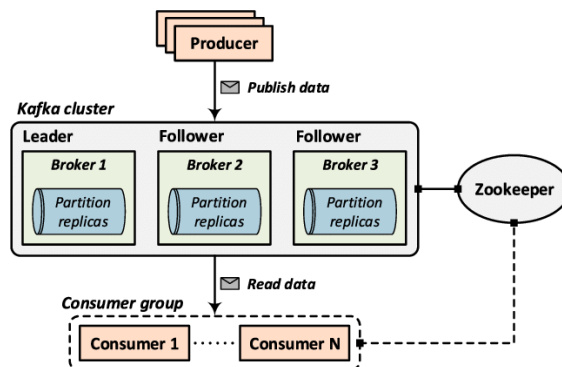 Producer
Publish data
Kafka cluster
Leader
Follower
Follower
Broker 1
Broker 2
Broker 3
Partition
replicas
Partition
replicas
Partition
replicas
Zookeeper
Read data
Consumer group
Consumer 1
Consumer N